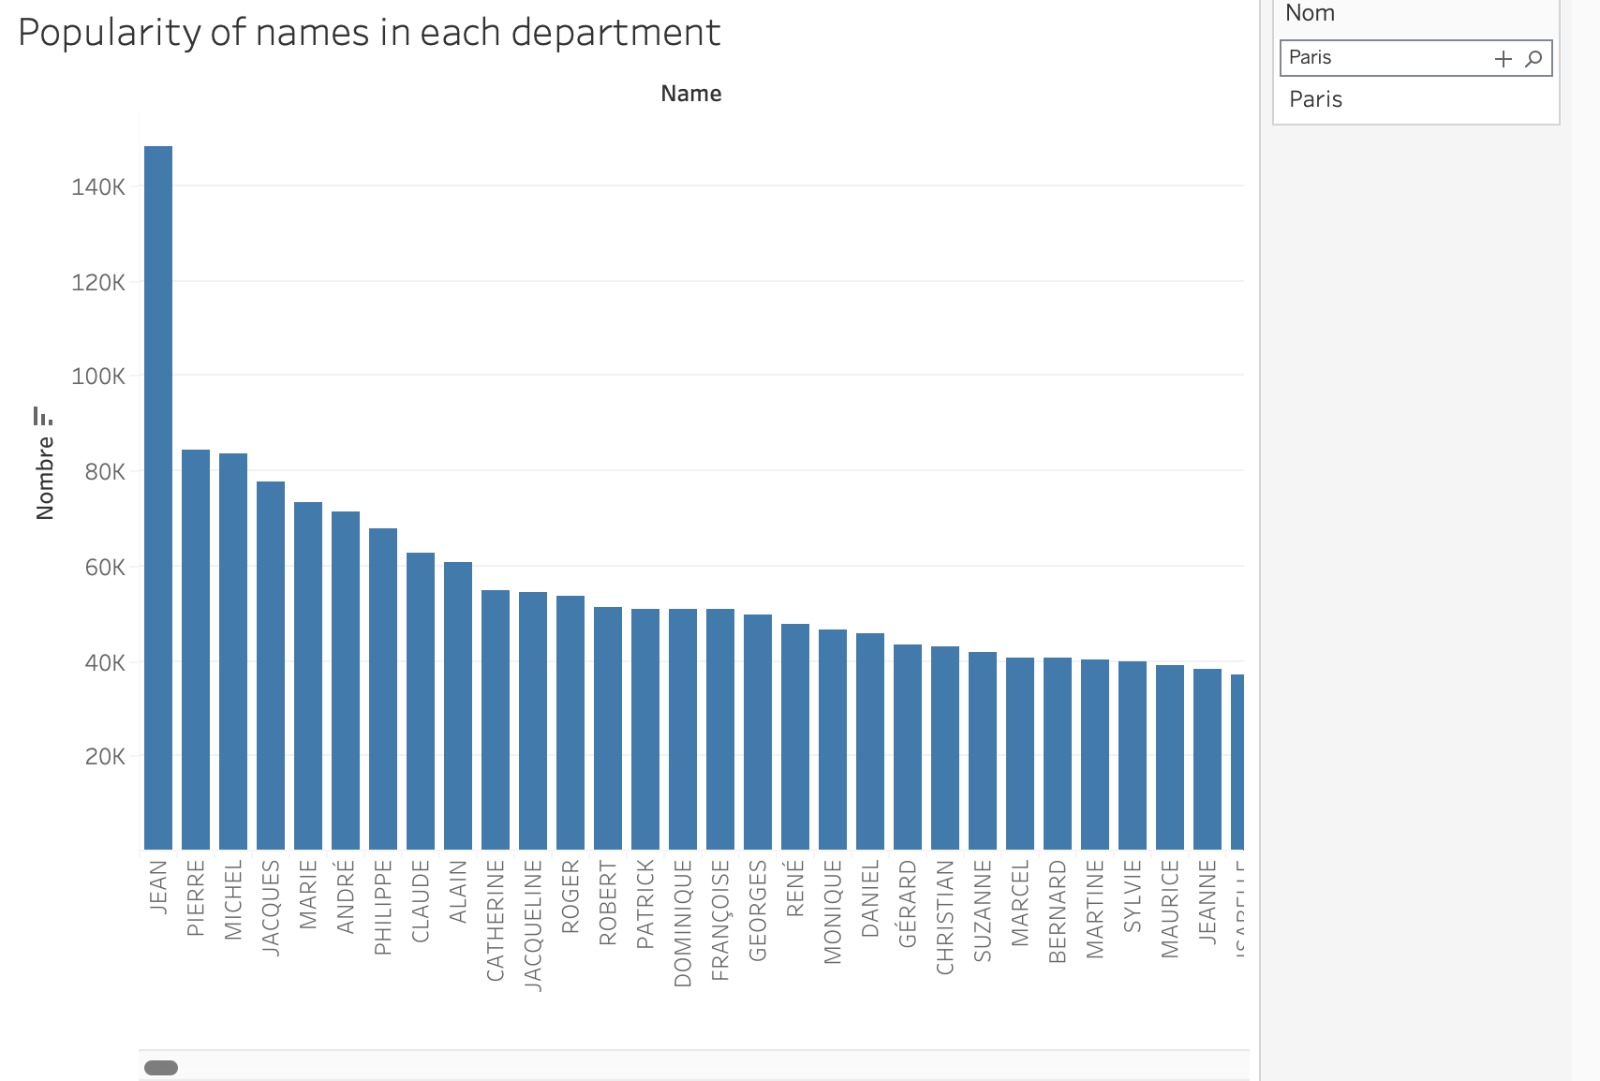 Popularity of names in each department
Nom
Paris
Paris
Name
140K
120K
100K
80K
60K
40K
20K
Nombre
JEAN
PIERRE
MICHEL
JACQUES
MARIE
ANDRÉ
PHILIPPE
CLAUDE
ALAIN
CATHERINE
JACQUELINE
ROGER
ROBERT
PATRICK
DOMINIQUE
FRANÇOISE
GEORGES
RENÉ
MONIQUE
DANIEL
GÉRARD
CHRISTIAN
SUZANNE
MARCEL
BERNARD
MARTINE
SYLVIE
MAURICE
JEANNE